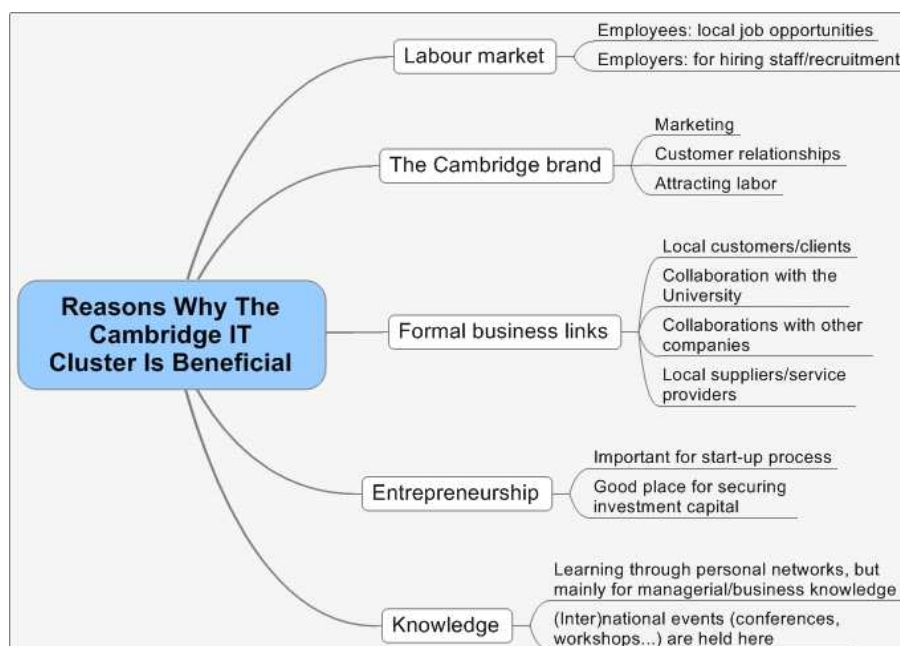 Reasons Why The
Cambridge IT
Cluster Is Beneficial
Labour market
Employees: local job opportunities
Employers: for hiring staff/recruitment
The Cambridge brand
Marketing
Customer relationships
Attracting labor
Formal business links
Local customers/clients
Collaboration with the
University
Collaborations with other
companies
Local suppliers/service
providers
Entrepreneurship
Important for start-up process
Good place for securing
investment capital
Knowledge
Learning through personal networks, but
mainly for managerial/business knowledge
(Inter)national events (conferences,
workshops...) are held here